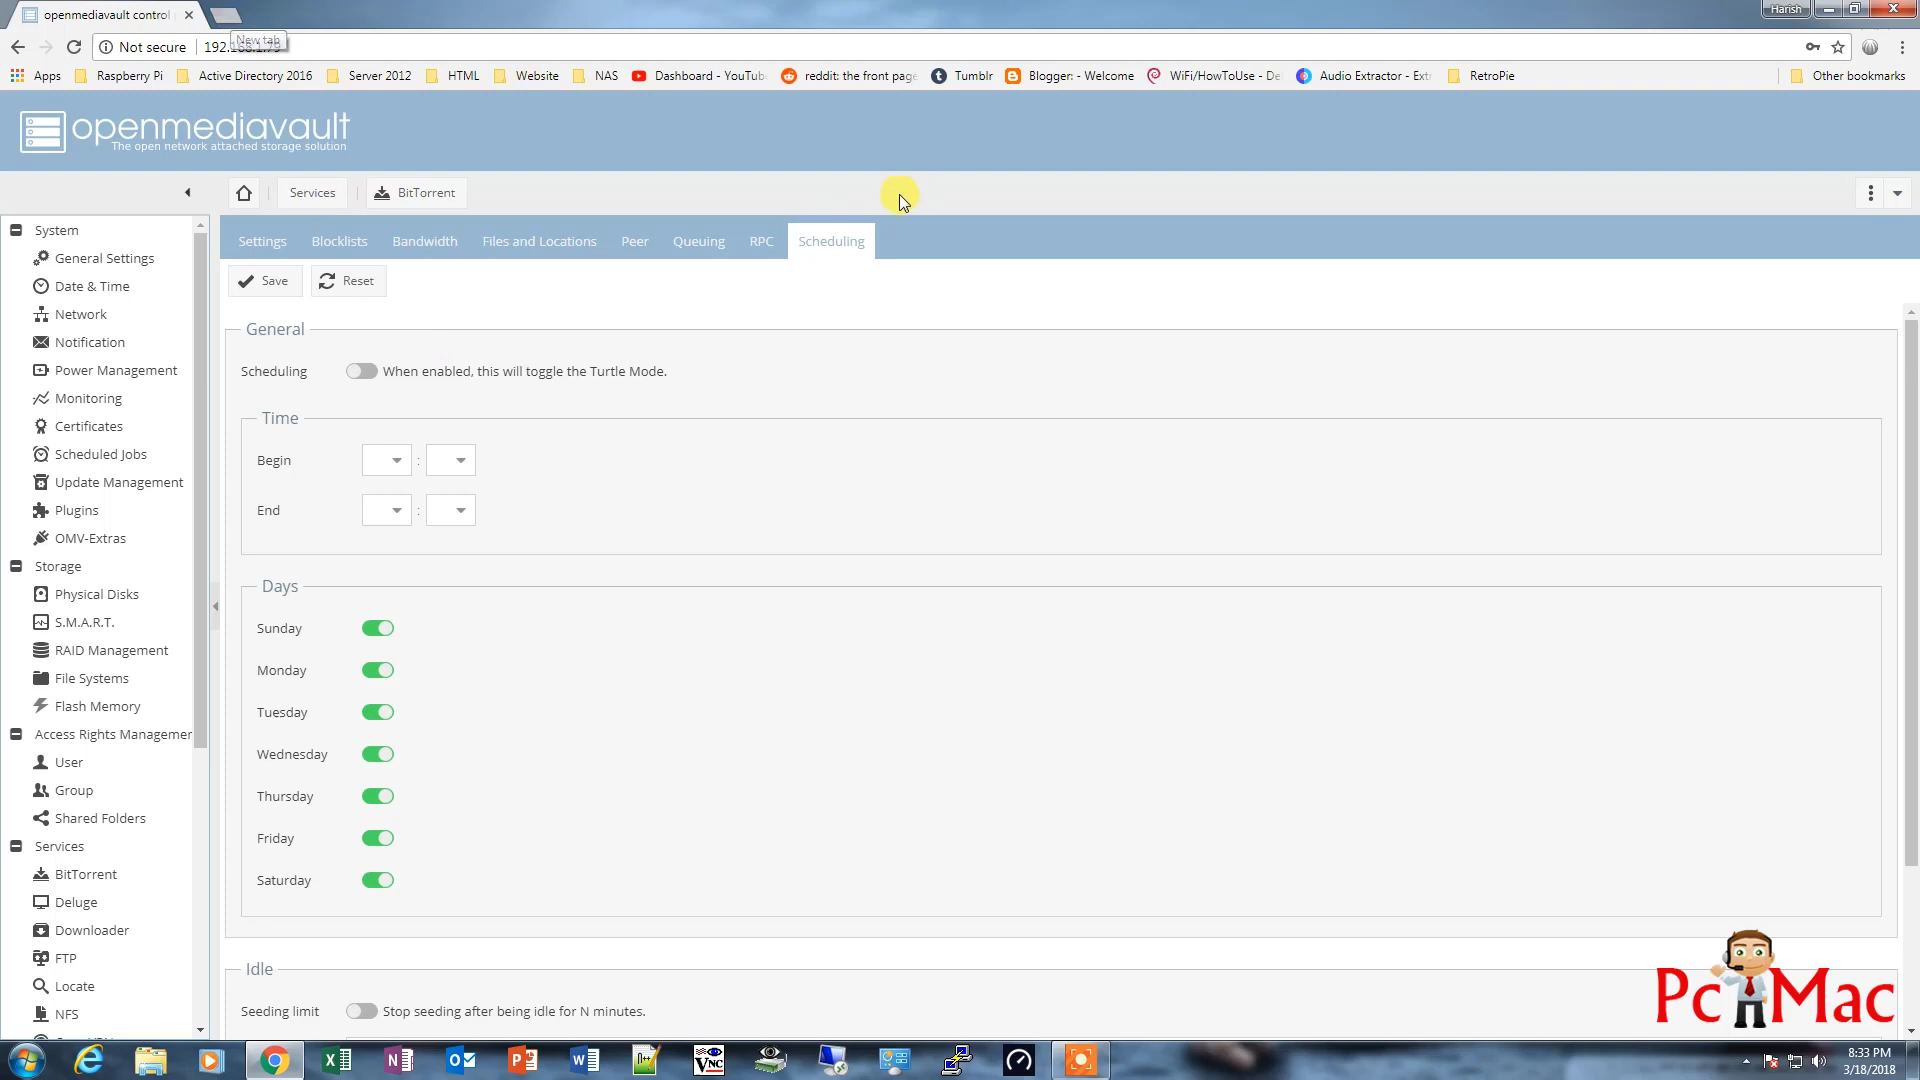 openmediavault control
Harish
New tab
Not secure
192.168.1.79
Apps
Raspberry Pi
Active Directory 2016
Server 2012
HTML
Website
NAS
Dashboard - YouTub
reddit: the front page
Tumblr
Blogger: - Welcome
WiFi/HowToUse - De
Audio Extractor - Ext
RetroPie
Other bookmarks
openmediavault
The open network attached storage solution
Services
BitTorrent
System
General Settings
Date & Time
Network
Notification
Power Management
Monitoring
Certificates
Scheduled Jobs
Update Management
Plugins
OMV-Extras
Storage
Physical Disks
S.M.A.R.T.
RAID Management
File Systems
Flash Memory
Access Rights Managemer
User
Group
Shared Folders
Services
BitTorrent
Deluge
Downloader
FTP
Locate
NFS
Settings
Blocklists
Bandwidth
Files and Locations
Peer
Queuing
RPC
Scheduling
Save
Reset
General
Scheduling
When enabled, this will toggle the Turtle Mode.
Time
Begin
:
End
:
Days
Sunday
Monday
Tuesday
Wednesday
Thursday
Friday
Saturday
Idle
Seeding limit
Stop seeding after being idle for N minutes.
Pc Mac
8:33 PM
3/18/2018